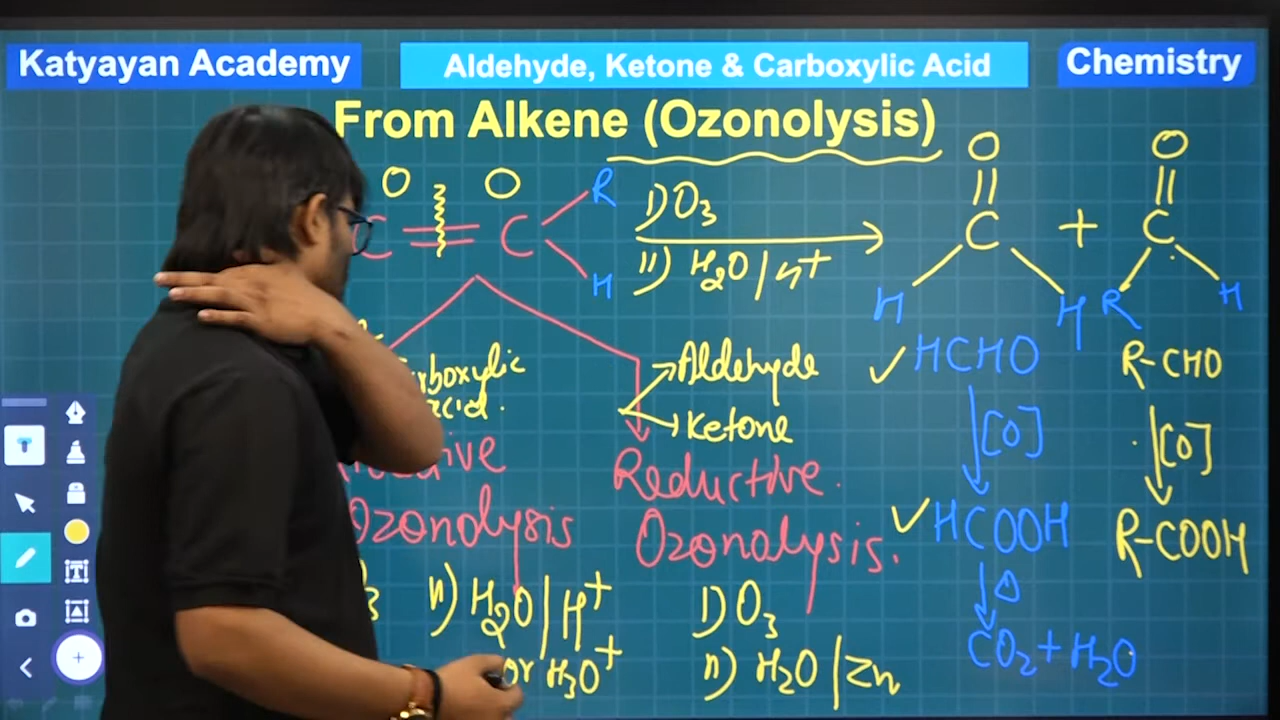 Katyayan Academy
Aldehyde, Ketone & Carboxylic Acid
Chemistry
From Alkene (Ozonolysis)
O O
C = C
R
H
I) O3
II) H2O / H+
O
C
H H
+
O
C
R H
Aldehyde
Ketone
acid.
HCHO
[O]
HCOOH
Δ
CO2 + H2O
R-CHO
[O]
R-COOH
Ozonolysis
II) H2O / H+
or H3O+
Reductive
Ozonolysis.
I) O3
II) H2O / Zn